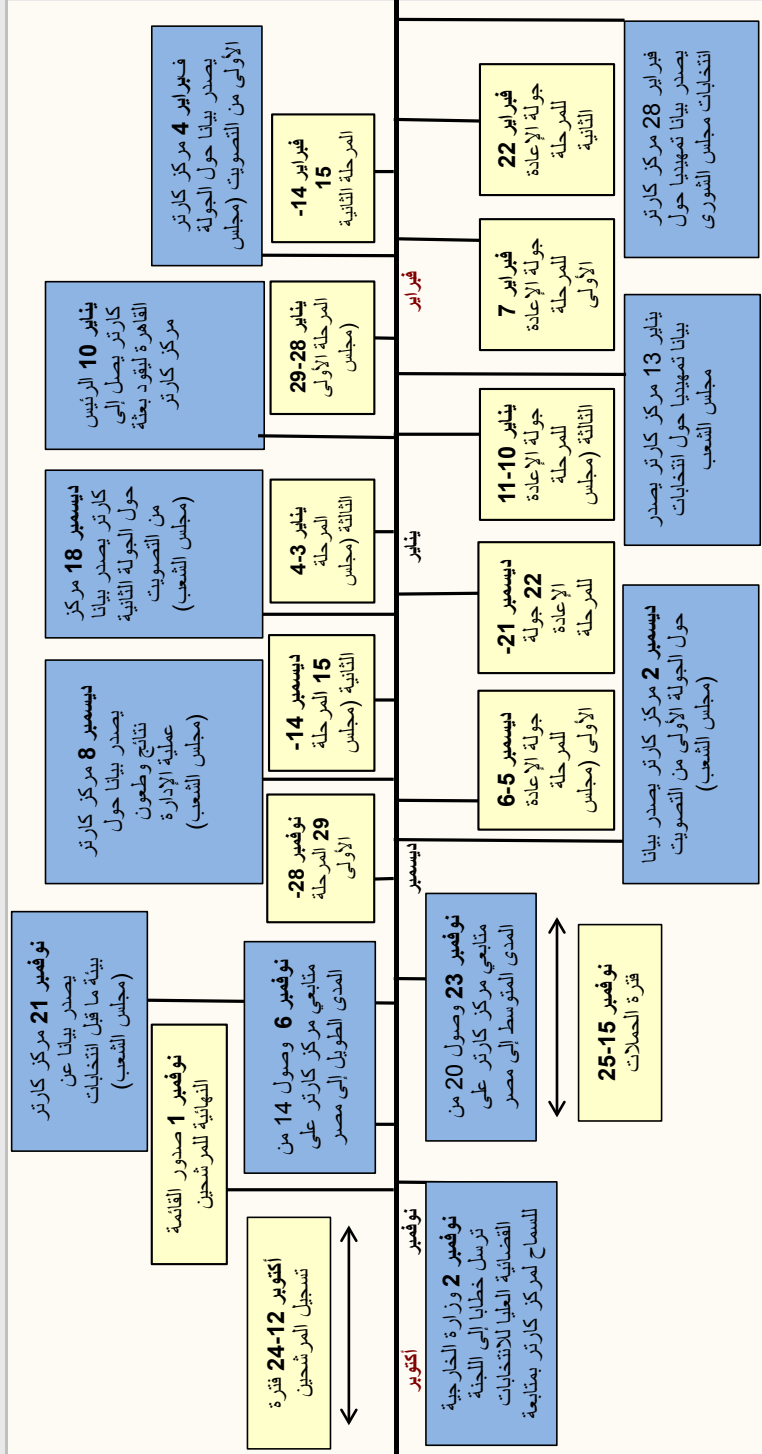 أكتوبر 12-24 فترة
تسجيل المرشحين
أكتوبر
نوفمبر 2 وزارة الخارجية
ترسل خطابا إلى اللجنة
القضائية العليا للانتخابات
للسماح لمركز كارتر بمتابعة
نوفمبر
نوفمبر 1 صدور القائمة
النهائية للمرشحين
نوفمبر 6 وصول 14 من
متابعي مركز كارتر على
المدى الطويل إلى مصر
نوفمبر 21 مركز كارتر
يصدر بيانا عن
بيئة ما قبل انتخابات
(مجلس الشعب)
نوفمبر 23 وصول 20 من
متابعي مركز كارتر على
المدى المتوسط إلى مصر
نوفمبر 15-25
فترة الحملات
نوفمبر 28-
29 المرحلة
الأولى
ديسمبر
ديسمبر 2 مركز كارتر يصدر بيانا
حول الجولة الأولى من التصويت
(مجلس الشعب)
ديسمبر 5-6
جولة الإعادة
للمرحلة
الأولى (مجلس
ديسمبر 8 مركز كارتر
يصدر بيانا حول
عملية الإدارة
نتائج وطعون
(مجلس الشعب)
ديسمبر 14-
15 المرحلة
الثانية (مجلس
ديسمبر 18 مركز
كارتر يصدر بيانا
حول الجولة الثانية
من التصويت
(مجلس الشعب)
ديسمبر 21-
22 جولة
الإعادة
للمرحلة
يناير
يناير 3-4
المرحلة
الثالثة (مجلس
يناير 10 الرئيس
كارتر يصل إلى
القاهرة ليقود بعثة
مركز كارتر
يناير 10-11
جولة الإعادة
للمرحلة
الثالثة (مجلس
يناير 13 مركز كارتر يصدر
بيانا تمهيديا حول انتخابات
مجلس الشعب
يناير 28-29
المرحلة الأولى
(مجلس
فبراير
فبراير 4 مركز كارتر
يصدر بيانا حول الجولة
الأولى من التصويت (مجلس
فبراير 7
جولة الإعادة
للمرحلة
الأولى
فبراير 14-
15
المرحلة الثانية
فبراير 22
جولة الإعادة
للمرحلة
الثانية
فبراير 28 مركز كارتر
يصدر بيانا تمهيديا حول
انتخابات مجلس الشورى